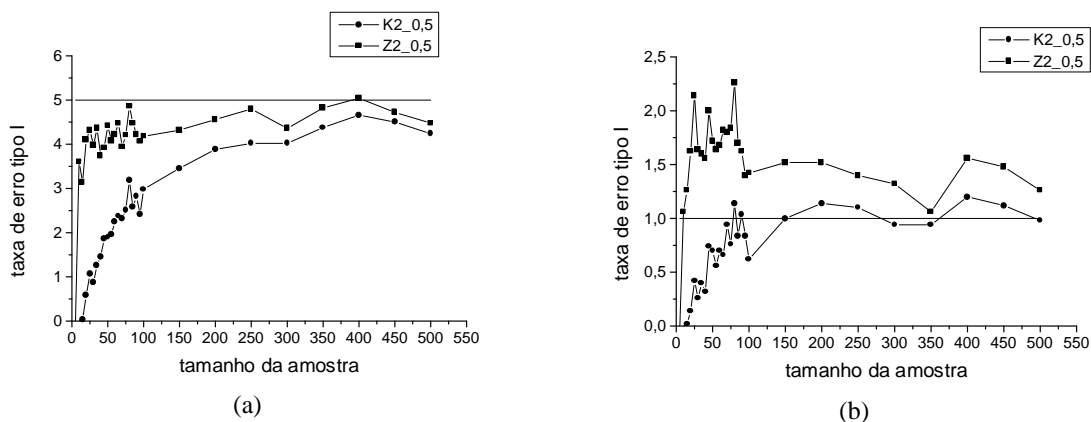 K2_0,5
Z2_0,5
taxa de erro tipo I
6
5
4
3
2
1
0
0 50 100 150 200 250 300 350 400 450 500 550
tamanho da amostra
(a)
K2_0,5
Z2_0,5
taxa de erro tipo I
2,5
2,0
1,5
1,0
0,5
0,0
0 50 100 150 200 250 300 350 400 450 500 550
tamanho da amostra
(b)